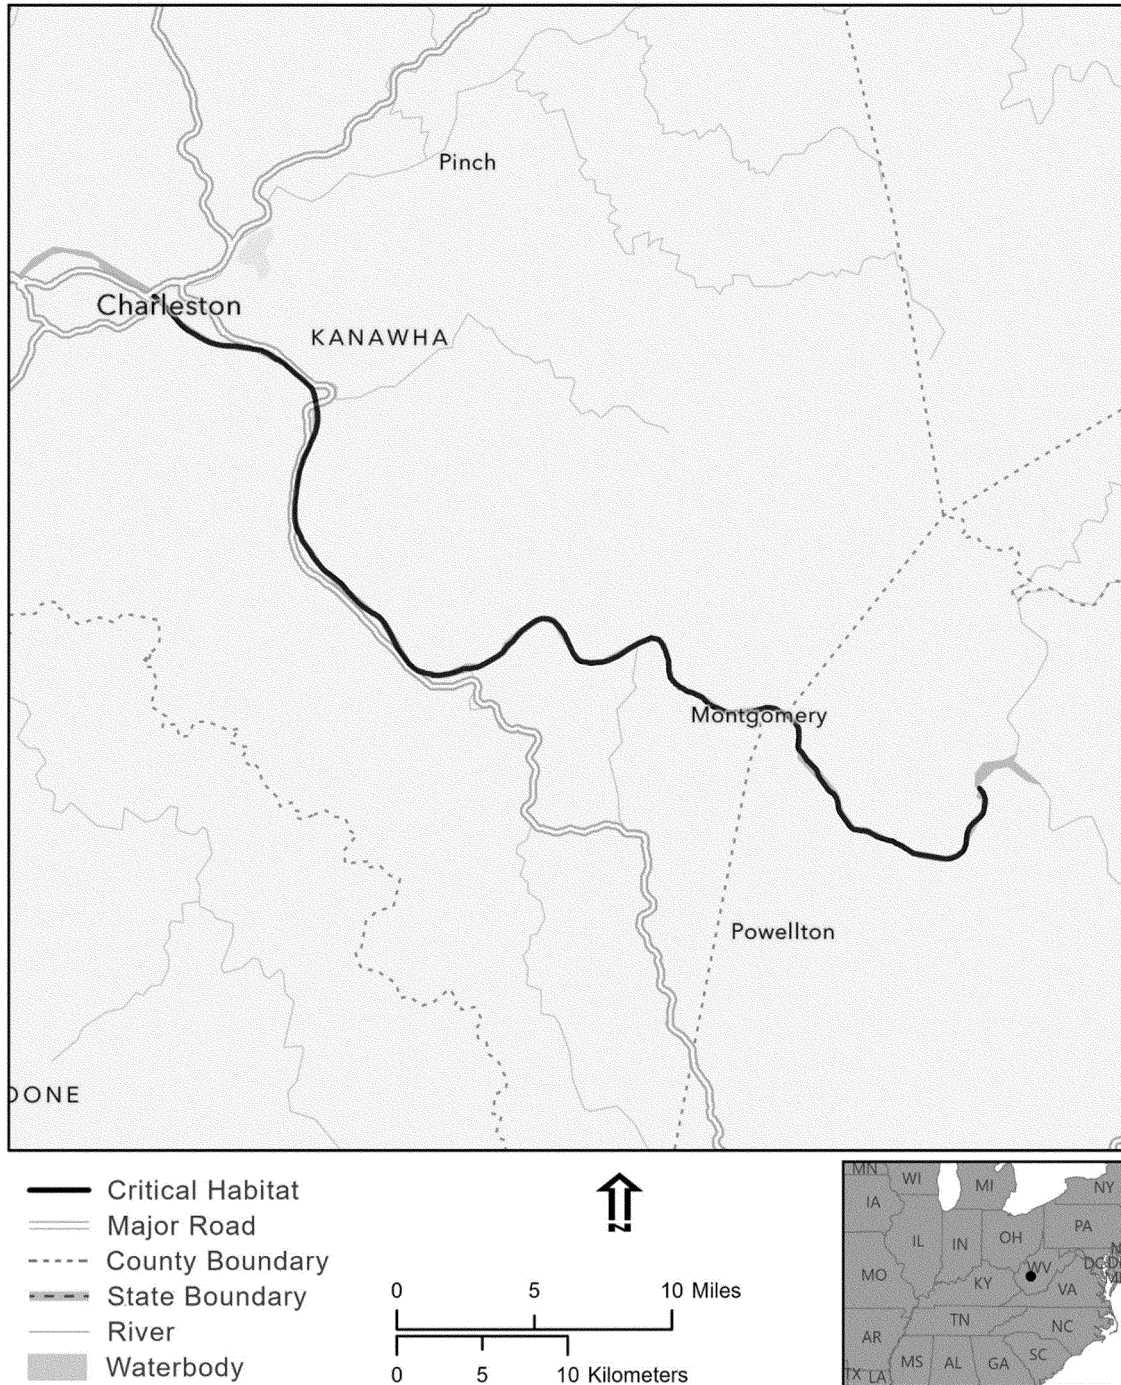 Pinch
Charleston
KANAWHA
Montgomery
Powellton
DONE
Critical Habitat
Major Road
County Boundary
State Boundary
River
Waterbody
N
0 5 10 Miles
0 5 10 Kilometers
MN
WI
MI
NY
IA
PA
IL
IN
OH
MO
WV
DC
KY
VA
TN
NC
AR
SC
MS
AL
GA
TX
LA